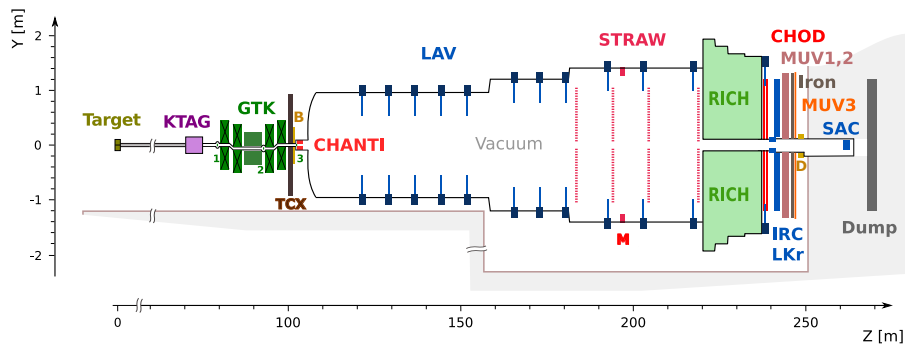 Y [m]
2
1
0
-1
-2
Target
KTAG
GTK
1
2
3
B
TCX
CHANTI
LAV
Vacuum
STRAW
M
RICH
RICH
CHOD
MUV1,2
Iron
MUV3
SAC
D
IRC
LKr
Dump
0
100
150
200
250
Z [m]